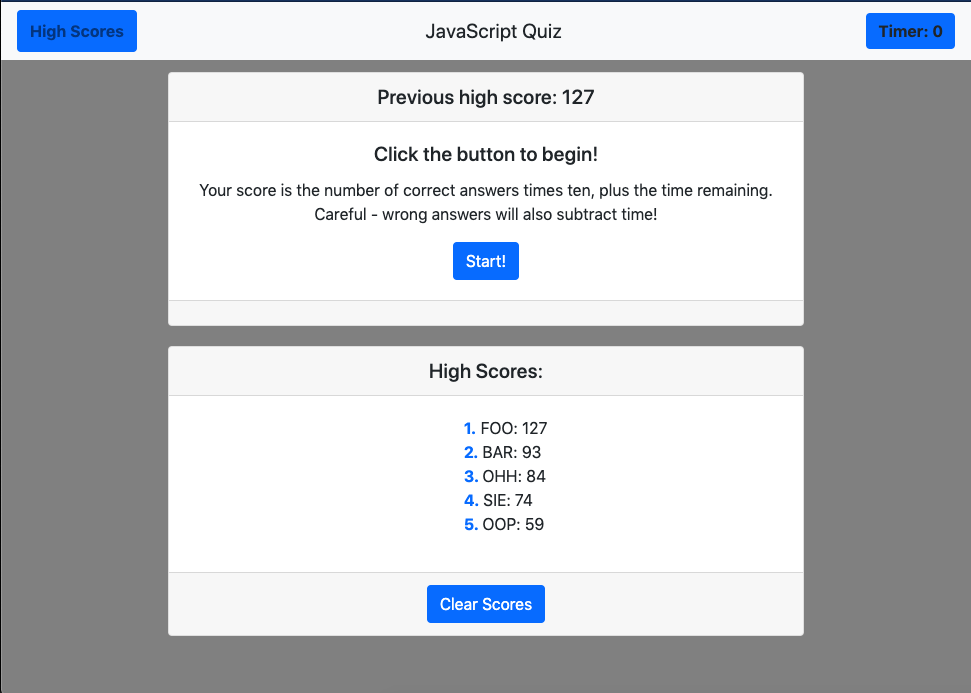 High Scores
JavaScript Quiz
Timer: 0
Previous high score: 127
Click the button to begin!
Your score is the number of correct answers times ten, plus the time remaining.
Careful - wrong answers will also subtract time!
Start!
High Scores:
1. FOO: 127
2. BAR: 93
3. OHH: 84
4. SIE: 74
5. OOP: 59
Clear Scores